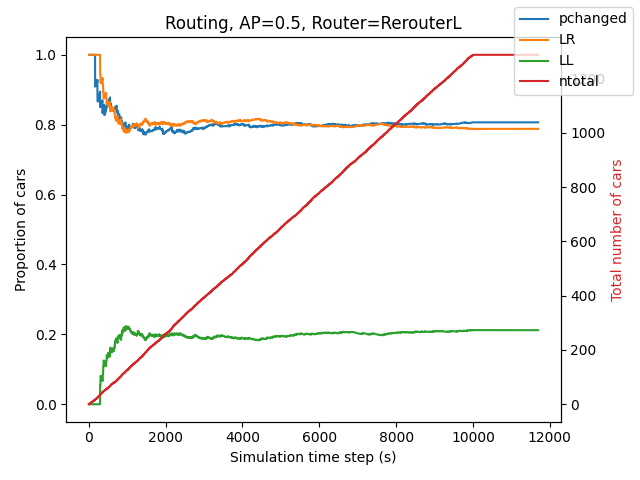 Routing, AP=0.5, Router=RerouterL
pchanged
LR
LL
ntotal
Proportion of cars
1.0
0.8
0.6
0.4
0.2
0.0
1200
1000
800
600
400
200
0
Total number of cars
0 2000 4000 6000 8000 10000 12000
Simulation time step (s)